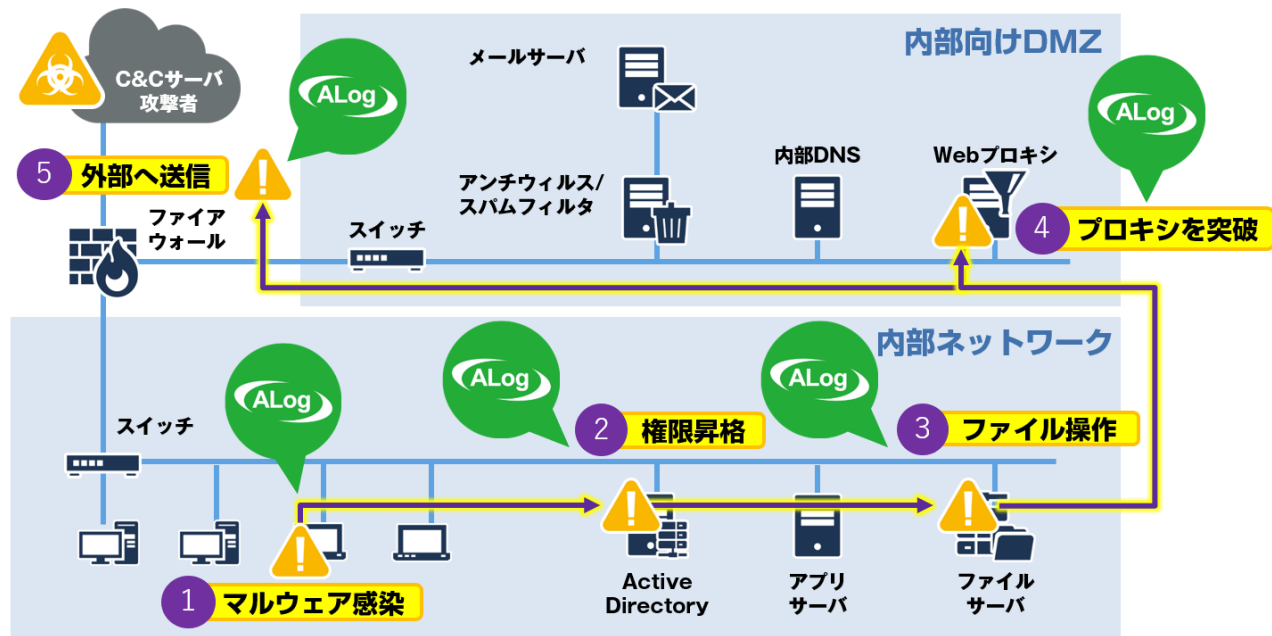 内部向けDMZ
C&Cサーバ
攻撃者
ALog
メールサーバ
ALog
5 外部へ送信
アンチウィルス/
スパムフィルタ
内部DNS
Webプロキシ
ファイア
ウォール
スイッチ
4 プロキシを突破
内部ネットワーク
ALog
ALog
ALog
スイッチ
2 権限昇格
3 ファイル操作
1 マルウェア感染
Active
Directory
アプリ
サーバ
ファイル
サーバ